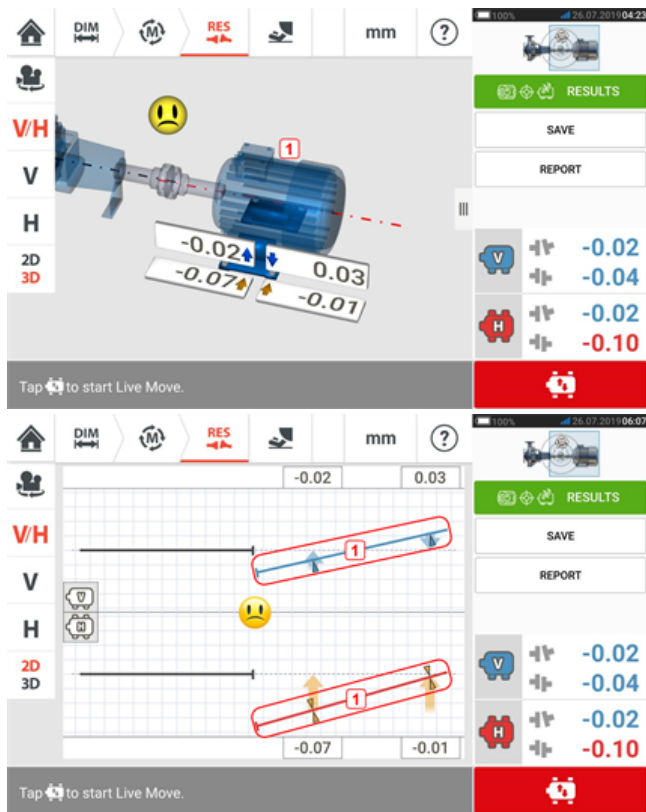 DIM
M
RES
mm
?
100%
26.07.2019 04:23
V/H
V
H
2D
3D
1
-0.02
0.03
-0.07
-0.01
RESULTS
SAVE
REPORT
V
-0.02
-0.04
H
-0.02
-0.10
Tap to start Live Move.
DIM
M
RES
mm
?
100%
26.07.2019 06:07
V/H
V
H
2D
3D
-0.02
0.03
1
V
H
1
-0.07
-0.01
RESULTS
SAVE
REPORT
V
-0.02
-0.04
H
-0.02
-0.10
Tap to start Live Move.